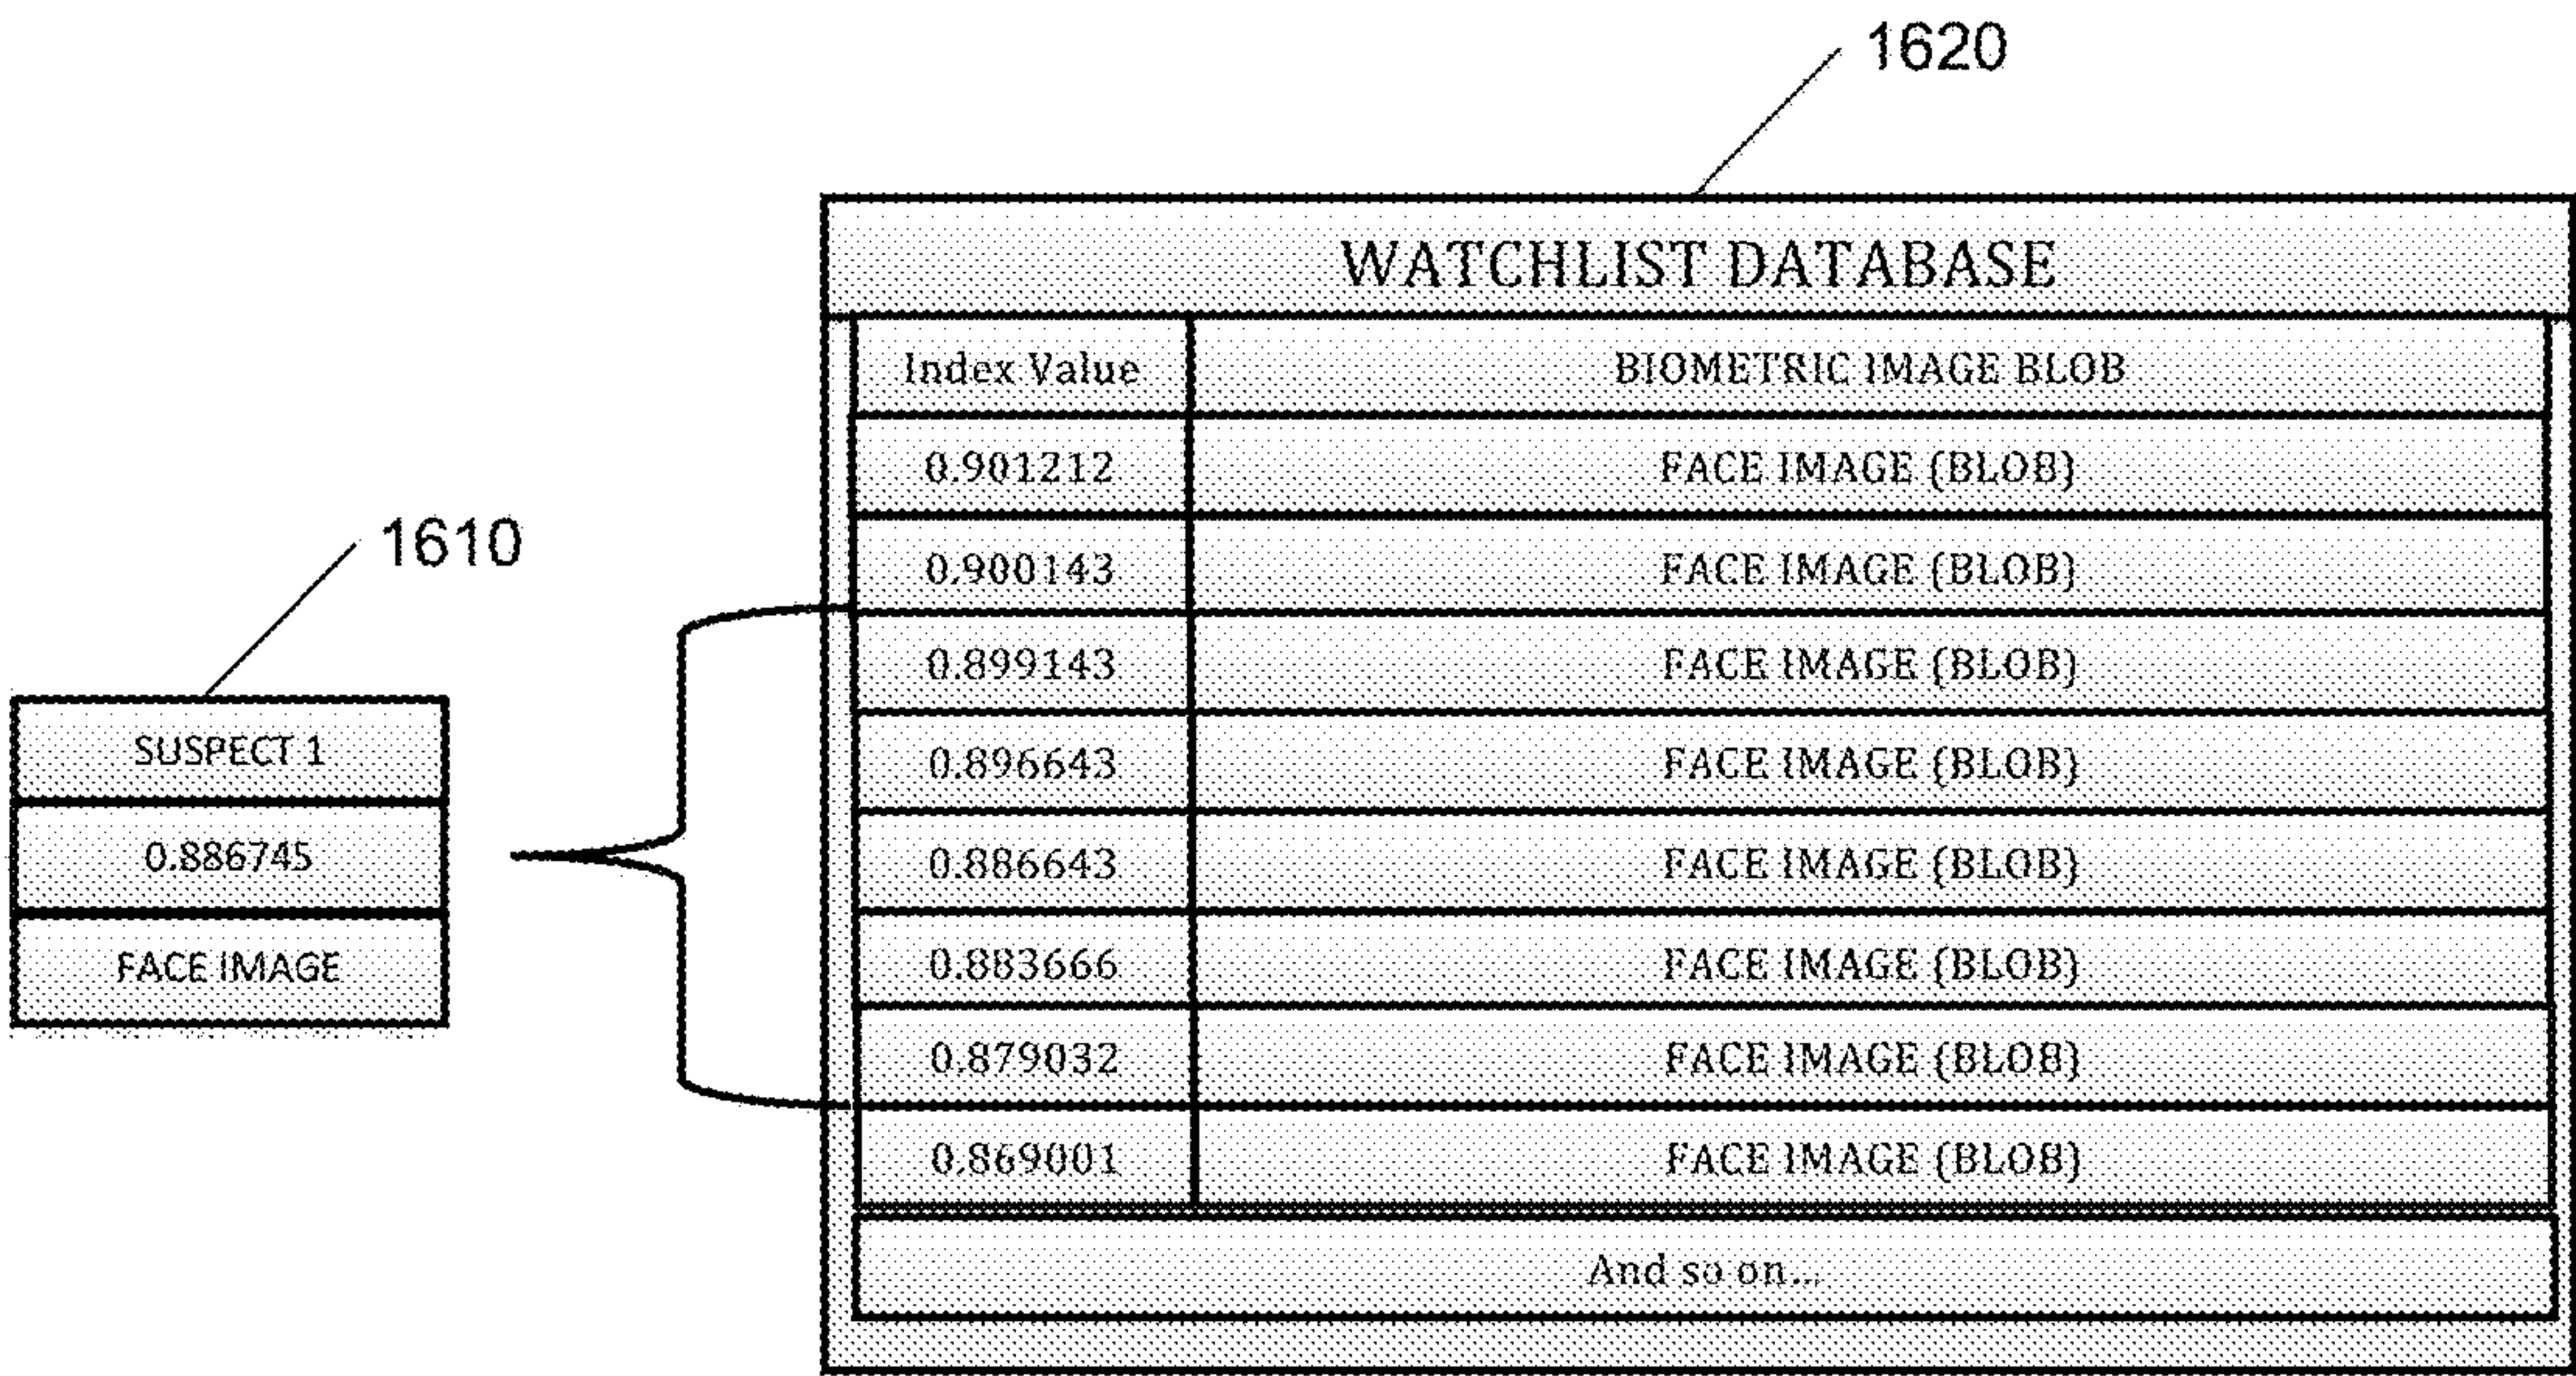 1620
WATCHLIST DATABASE
Index Value BIOMETRIC IMAGE BLOB
0.901212 FACE IMAGE (BLOB)
0.900143 FACE IMAGE (BLOB)
0.899143 FACE IMAGE (BLOB)
0.896643 FACE IMAGE (BLOB)
0.886643 FACE IMAGE (BLOB)
0.883666 FACE IMAGE (BLOB)
0.879032 FACE IMAGE (BLOB)
0.869001 FACE IMAGE (BLOB)
And so on...
1610
SUSPECT 1
0.886745
FACE IMAGE